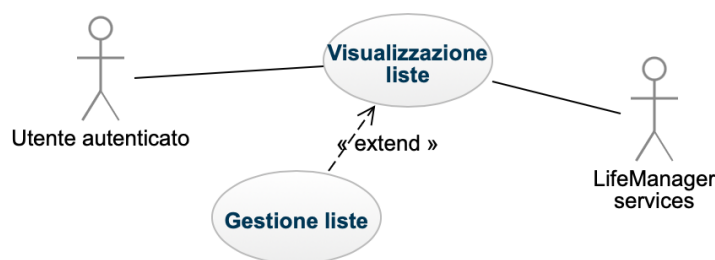 Visualizzazione
liste
Utente autenticato
« extend »
LifeManager
services
Gestione liste